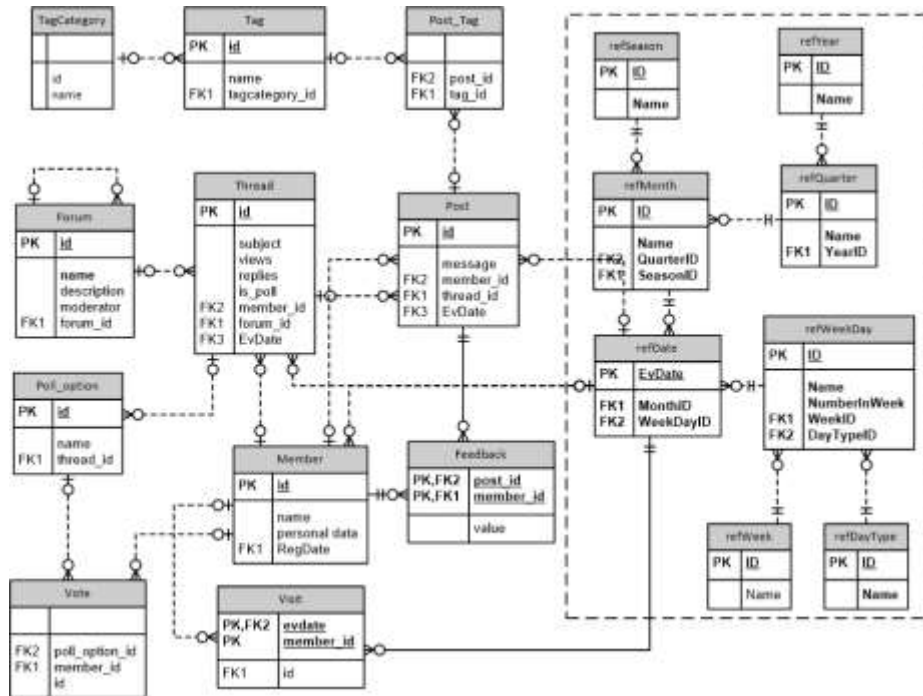 TagCategory
id
name
Tag
PK id
name
FK1 tagcategory_id
Post_Tag
FK2 post_id
FK1 tag_id
refSeason
PK ID
Name
refYear
PK ID
Name
Forum
PK id
name
description
moderator
FK1 forum_id
Thread
PK id
subject
views
replies
is_poll
FK2 member_id
FK1 forum_id
FK3 EvDate
Post
PK id
message
FK2 member_id
FK1 thread_id
FK3 EvDate
refMonth
PK ID
Name
FK2 QuarterID
FK1 SeasonID
refQuarter
PK ID
Name
FK1 YearID
refDate
PK EvDate
FK1 MonthID
FK2 WeekDayID
refWeekDay
PK ID
Name
NumberInWeek
FK1 WeekID
FK2 DayTypeID
Poll_option
PK id
name
FK1 thread_id
Member
PK id
name
personal data
FK1 RegDate
Feedback
PK,FK2 post_id
PK,FK1 member_id
value
refWeek
PK ID
Name
refDayType
PK ID
Name
Vote
FK2 poll_option_id
FK1 member_id
id
Visit
PK,FK2 evdate
PK member_id
FK1 id